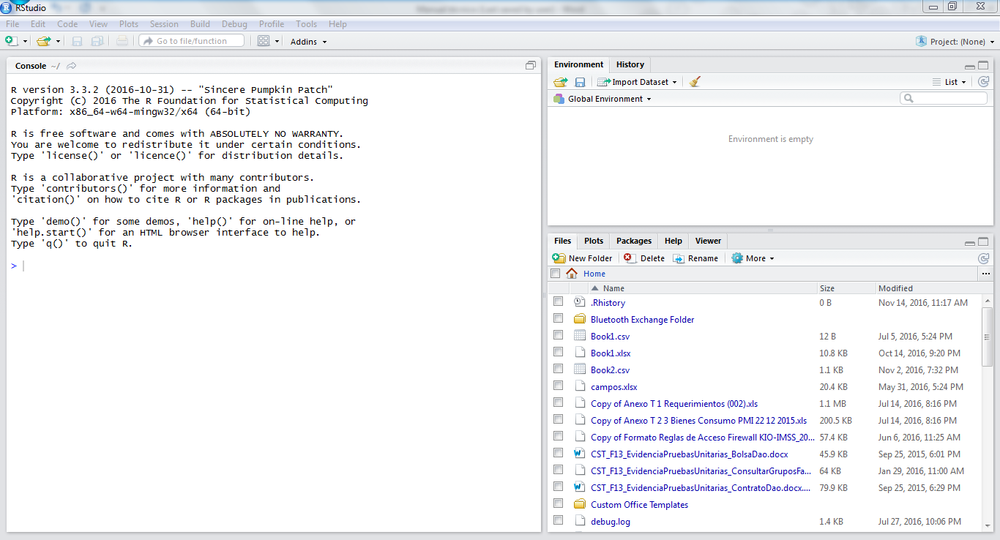 RStudio
File Edit Code View Plots Session Build Debug Profile Tools Help
Go to file/function Addins Project: (None)
Console ~/
R version 3.3.2 (2016-10-31) -- "Sincere Pumpkin Patch"
Copyright (C) 2016 The R Foundation for Statistical Computing
Platform: x86_64-w64-mingw32/x64 (64-bit)
R is free software and comes with ABSOLUTELY NO WARRANTY.
You are welcome to redistribute it under certain conditions.
Type 'license()' or 'licence()' for distribution details.
R is a collaborative project with many contributors.
Type 'contributors()' for more information and
'citation()' on how to cite R or R packages in publications.
Type 'demo()' for some demos, 'help()' for on-line help, or
'help.start()' for an HTML browser interface to help.
Type 'q()' to quit R.
>
Environment History
Import Dataset List
Global Environment
Environment is empty
Files Plots Packages Help Viewer
New Folder Delete Rename More
Home ...
Name Size Modified
.Rhistory 0 B Nov 14, 2016, 11:17 AM
Bluetooth Exchange Folder
Book1.csv 12 B Jul 5, 2016, 5:24 PM
Book1.xlsx 10.8 KB Oct 14, 2016, 9:20 PM
Book2.csv 1.1 KB Nov 2, 2016, 7:32 PM
campos.xlsx 20.4 KB May 31, 2016, 5:24 PM
Copy of Anexo T 1 Requerimientos (002).xls 1.1 MB Jul 14, 2016, 8:16 PM
Copy of Anexo T 2 3 Bienes Consumo PMI 22 12 2015.xls 200.5 KB Jul 14, 2016, 8:16 PM
Copy of Formato Reglas de Acceso Firewall KIO-IMSS_20... 57.4 KB Jun 6, 2016, 11:25 AM
CST_F13_EvidenciaPruebasUnitarias_BolsaDao.docx 45.9 KB Sep 25, 2015, 6:01 PM
CST_F13_EvidenciaPruebasUnitarias_ConsultarGruposFa... 64 KB Jan 29, 2016, 11:00 AM
CST_F13_EvidenciaPruebasUnitarias_ContratoDao.docx.... 79.9 KB Sep 25, 2015, 6:29 PM
Custom Office Templates
debug.log 1.4 KB Jul 27, 2016, 10:06 PM